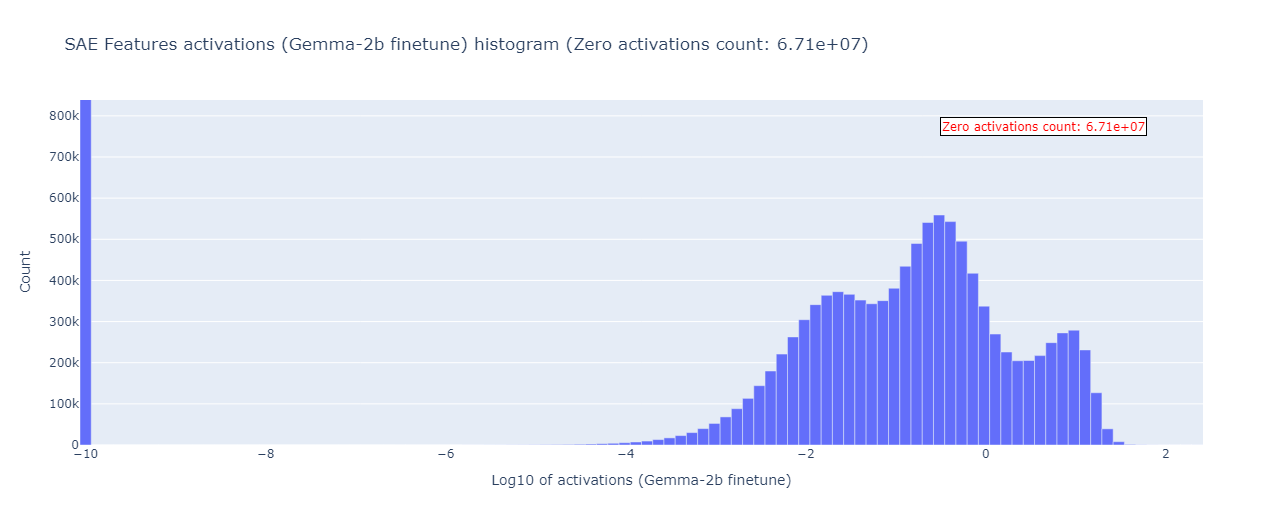 SAE Features activations (Gemma-2b finetune) histogram (Zero activations count: 6.71e+07)
800k
Zero activations count: 6.71e+07
700k
600k
500k
400k
300k
200k
100k
0
Count
−10 −8 −6 −4 −2 0 2
Log10 of activations (Gemma-2b finetune)